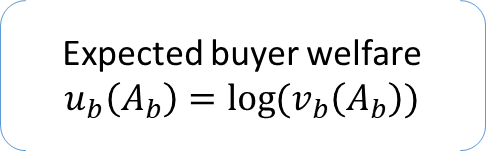 Expected buyer welfare
𝑢_𝑏(𝐴_𝑏) = log(𝑣_𝑏(𝐴_𝑏))